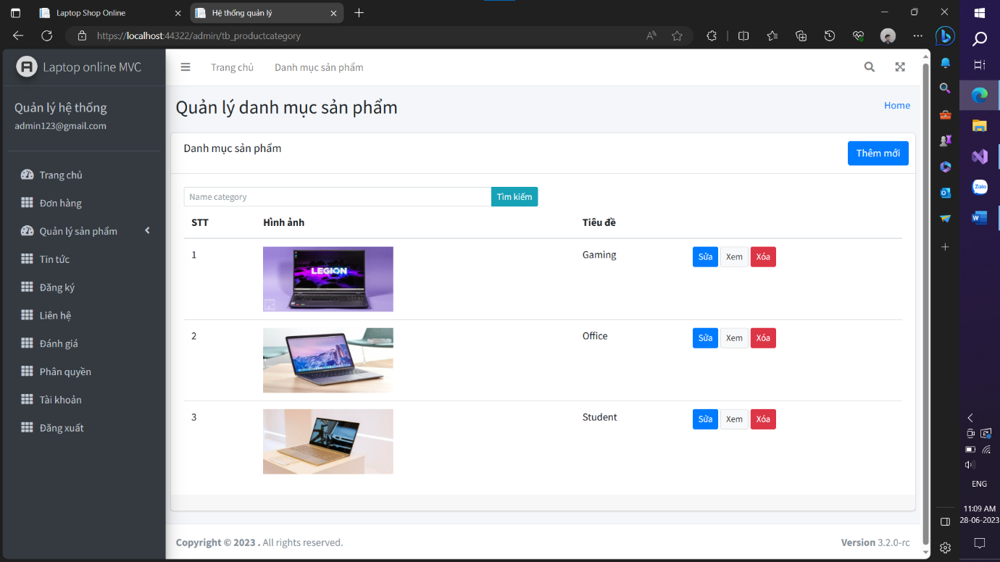 Laptop Shop Online
Hệ thống quản lý
https://localhost:44322/admin/tb_productcategory
Laptop online MVC
Trang chủ
Danh mục sản phẩm
Quản lý hệ thống
admin123@gmail.com
Quản lý danh mục sản phẩm
Home
Danh mục sản phẩm
Thêm mới
Trang chủ
Đơn hàng
Quản lý sản phẩm
Tin tức
Đăng ký
Liên hệ
Đánh giá
Phân quyền
Tài khoản
Đăng xuất
Name category
Tìm kiếm
STT
Hình ảnh
Tiêu đề
1
LEGION
Gaming
Sửa
Xem
Xóa
2
Office
Sửa
Xem
Xóa
3
Student
Sửa
Xem
Xóa
Copyright © 2023 . All rights reserved.
Version 3.2.0-rc
Zalo
ENG
11:09 AM
28-06-2023